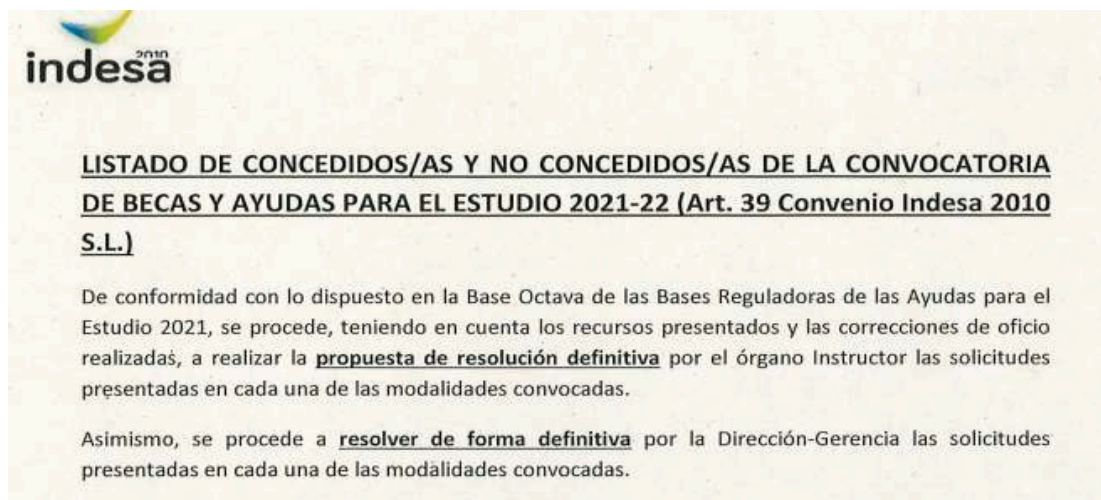 2010
indesa
LISTADO DE CONCEDIDOS/AS Y NO CONCEDIDOS/AS DE LA CONVOCATORIA
DE BECAS Y AYUDAS PARA EL ESTUDIO 2021-22 (Art. 39 Convenio Indesa 2010
S.L.)
De conformidad con lo dispuesto en la Base Octava de las Bases Reguladoras de las Ayudas para el
Estudio 2021, se procede, teniendo en cuenta los recursos presentados y las correcciones de oficio
realizadas, a realizar la propuesta de resolución definitiva por el órgano Instructor las solicitudes
presentadas en cada una de las modalidades convocadas.
Asimismo, se procede a resolver de forma definitiva por la Dirección-Gerencia las solicitudes
presentadas en cada una de las modalidades convocadas.